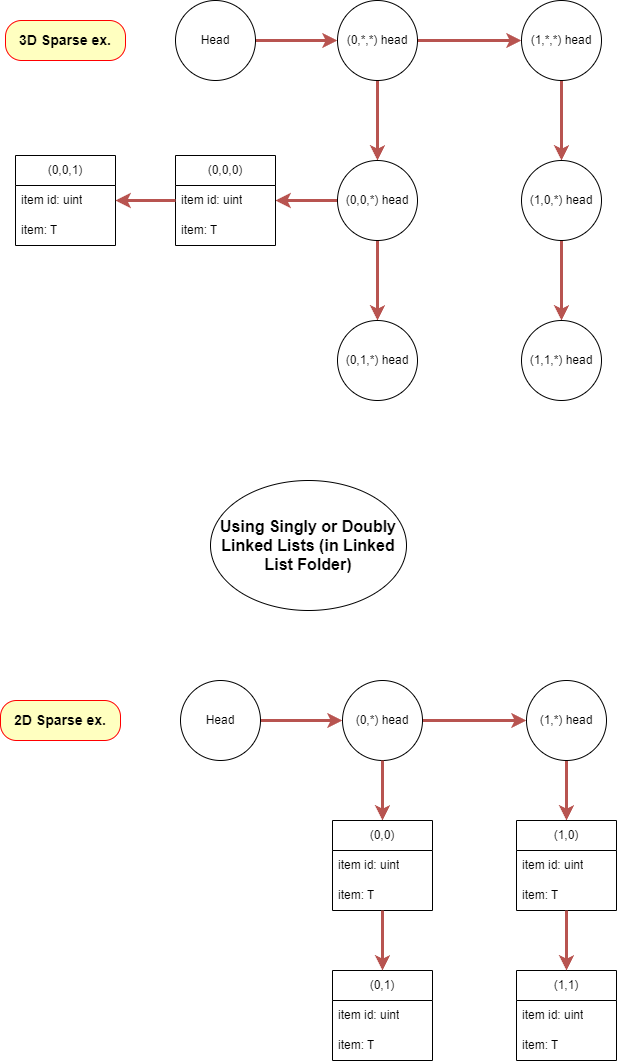 3D Sparse ex.
Head
(0,*,*) head
(1,*,*) head
(0,0,1)
item id: uint
item: T
(0,0,0)
item id: uint
item: T
(0,0,*) head
(1,0,*) head
(0,1,*) head
(1,1,*) head
Using Singly or Doubly
Linked Lists (in Linked
List Folder)
2D Sparse ex.
Head
(0,*) head
(1,*) head
(0,0)
item id: uint
item: T
(1,0)
item id: uint
item: T
(0,1)
item id: uint
item: T
(1,1)
item id: uint
item: T